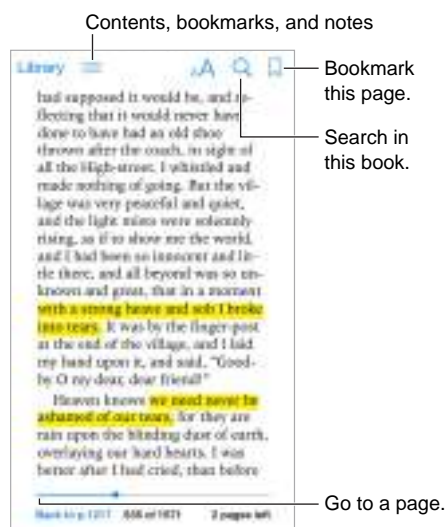 Contents, bookmarks, and notes
Library
AA
Bookmark
this page.
Search in
this book.
had supposed it would be, and re-
flecting that it would never have
done to have had an old shoe
thrown after the coach, in sight of
all the High-street. I whistled and
made nothing of going. But the vil-
lage was very peaceful and quiet,
and the light mists were solemnly
rising, as if to show me the world,
and I had been so innocent and lit-
tle there, and all beyond was so un-
known and great, that in a moment
with a strong heave and sob I broke
into tears. It was by the finger-post
at the end of the village, and I laid
my hand upon it, and said, "Good-
by O my dear, dear friend!"
Heaven knows we need never be
ashamed of our tears, for they are
rain upon the blinding dust of earth,
overlaying our hard hearts. I was
better after I had cried, than before
Back to p.1217
of 1071
2 pages left
Go to a page.